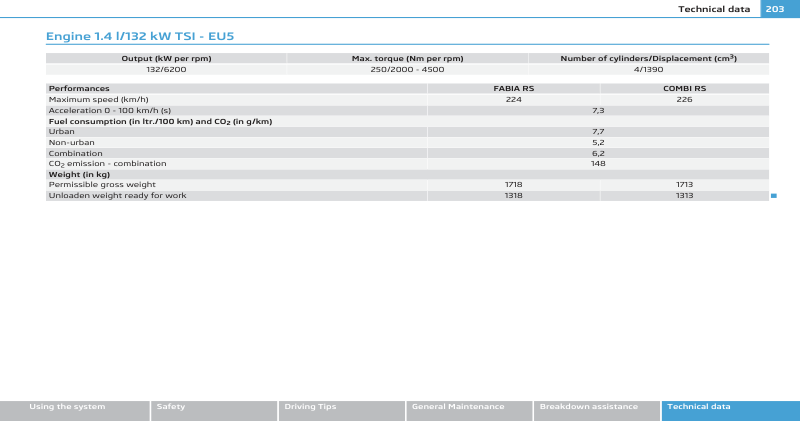 Technical data 203
Engine 1.4 l/132 kW TSI - EU5
Output (kW per rpm) Max. torque (Nm per rpm) Number of cylinders/Displacement (cm³)
132/6200 250/2000 - 4500 4/1390
Performances FABIA RS COMBI RS
Maximum speed (km/h) 224 226
Acceleration 0 - 100 km/h (s) 7,3
Fuel consumption (in ltr./100 km) and CO₂ (in g/km)
Urban 7,7
Non-urban 5,2
Combination 6,2
CO₂ emission - combination 148
Weight (in kg)
Permissible gross weight 1718 1713
Unloaden weight ready for work 1318 1313
Using the system Safety Driving Tips General Maintenance Breakdown assistance Technical data